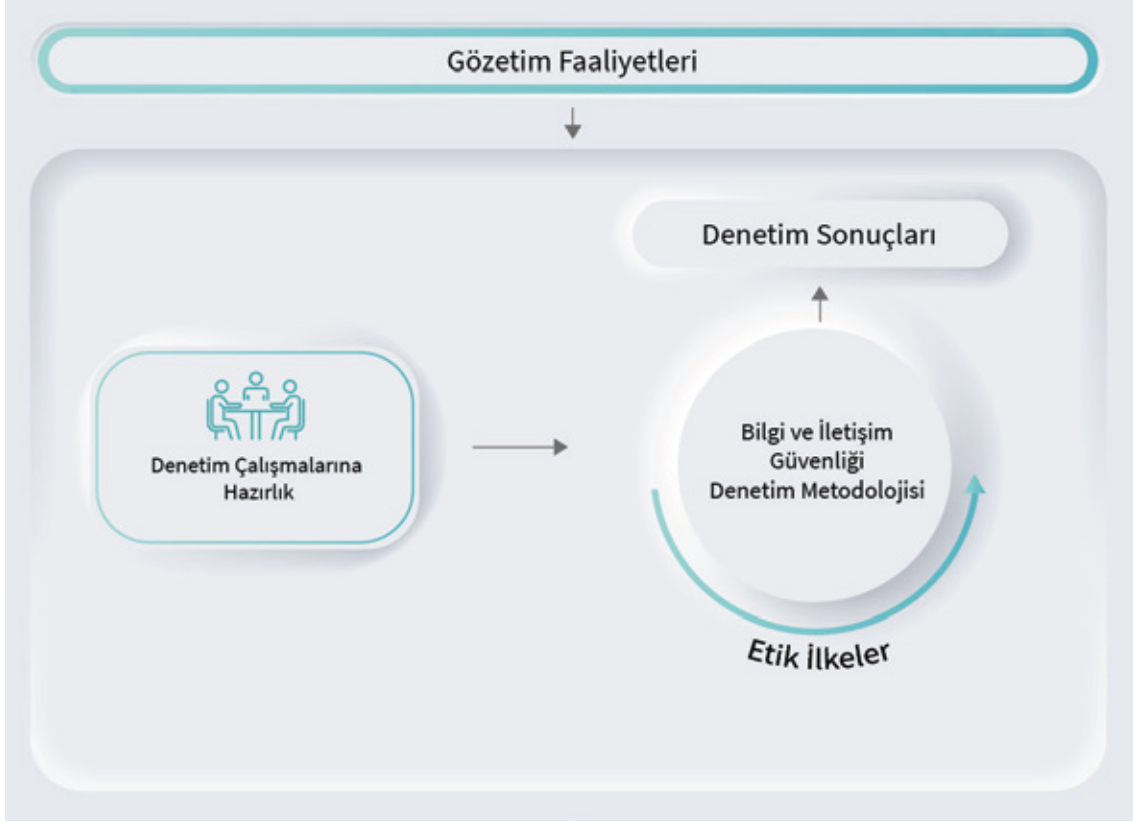 Gözetim Faaliyetleri
Denetim Sonuçları
Denetim Çalışmalarına
Hazırlık
Bilgi ve İletişim
Güvenliği
Denetim Metodolojisi
Etik İlkeler